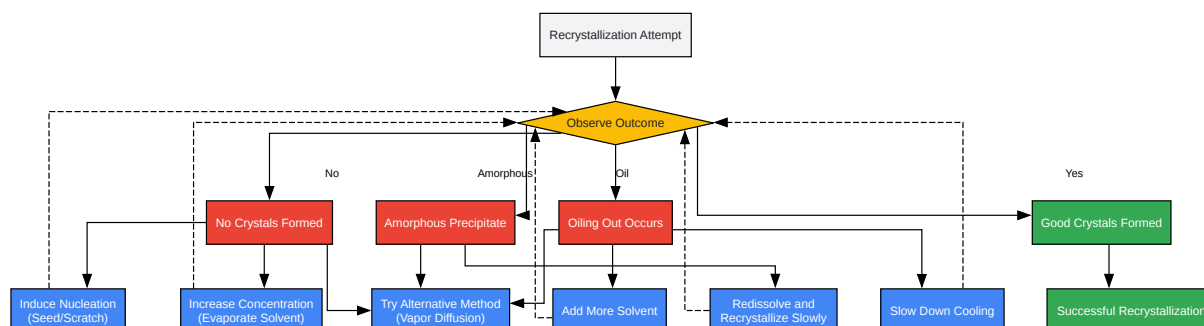 Recrystallization Attempt
Observe Outcome
No
Amorphous
Oil
Yes
No Crystals Formed
Amorphous Precipitate
Oiling Out Occurs
Good Crystals Formed
Induce Nucleation
(Seed/Scratch)
Increase Concentration
(Evaporate Solvent)
Try Alternative Method
(Vapor Diffusion)
Add More Solvent
Redissolve and
Recrystallize Slowly
Slow Down Cooling
Successful Recrystallization